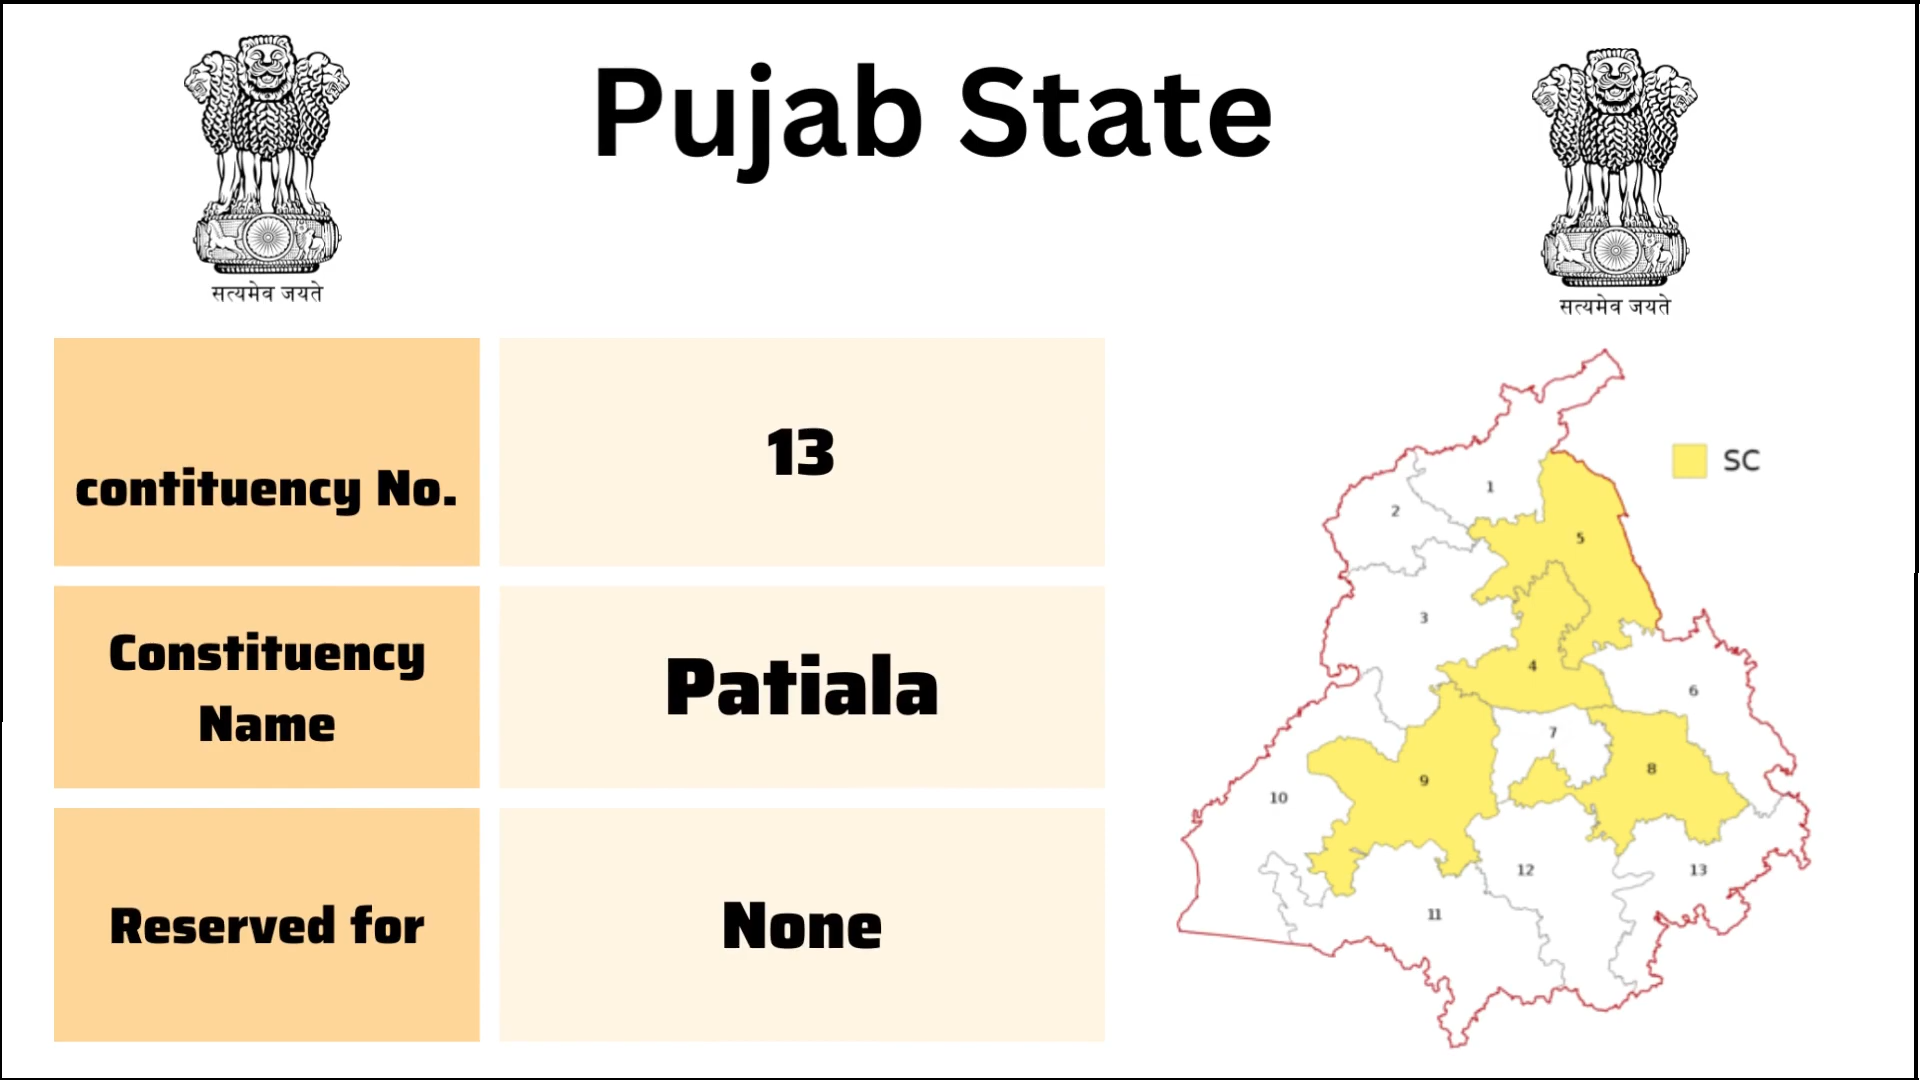 Pujab State
सत्यमेव जयते
सत्यमेव जयते
contituency No.
13
Constituency
Name
Patiala
Reserved for
None
SC
1
2
5
3
4
6
7
8
9
10
12
13
11